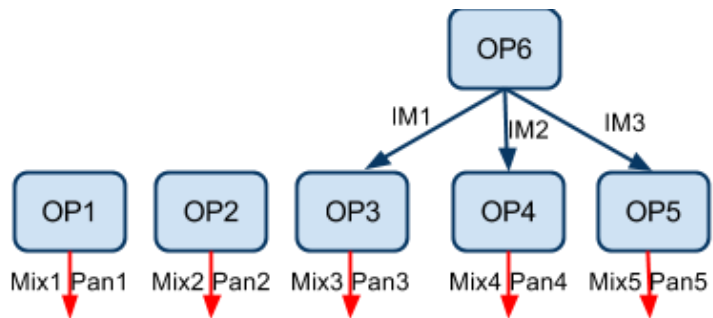 OP6
IM1 IM2 IM3
OP1 OP2 OP3 OP4 OP5
Mix1 Pan1 Mix2 Pan2 Mix3 Pan3 Mix4 Pan4 Mix5 Pan5